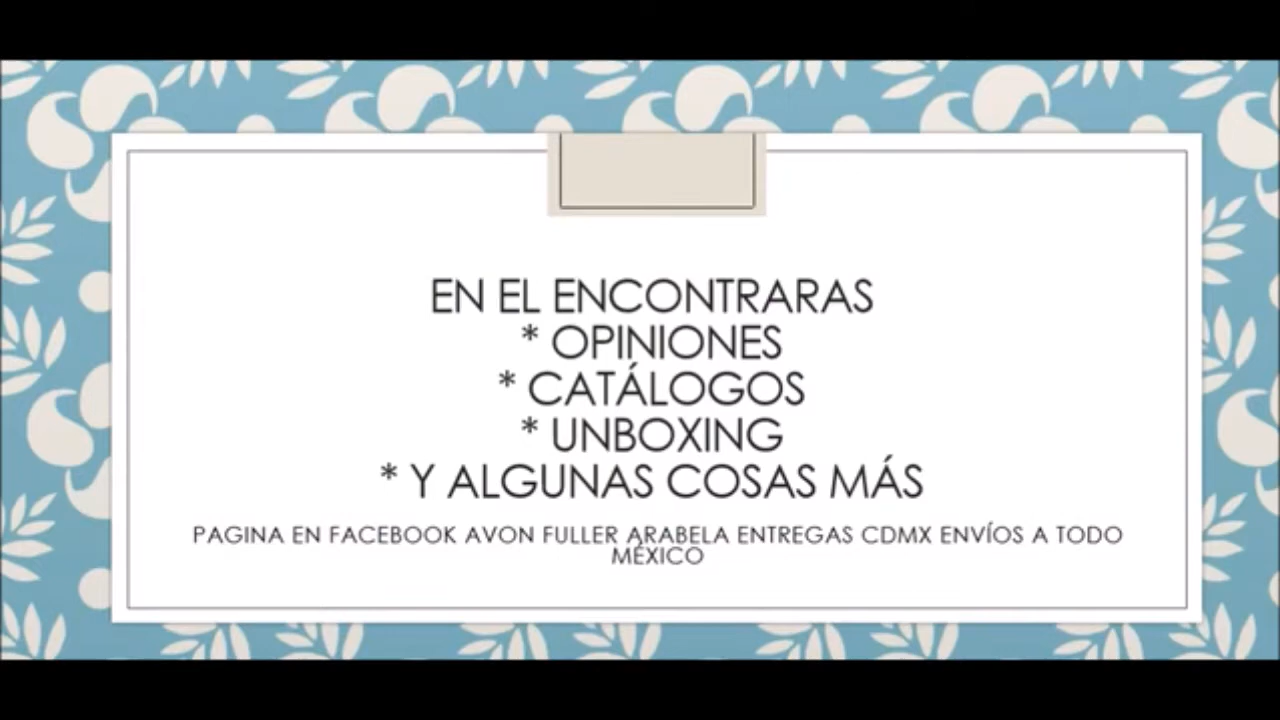 EN EL ENCONTRARAS
* OPINIONES
* CATÁLOGOS
* UNBOXING
* Y ALGUNAS COSAS MÁS
PAGINA EN FACEBOOK AVON FULLER ARABELA ENTREGAS CDMX ENVÍOS A TODO
MÉXICO